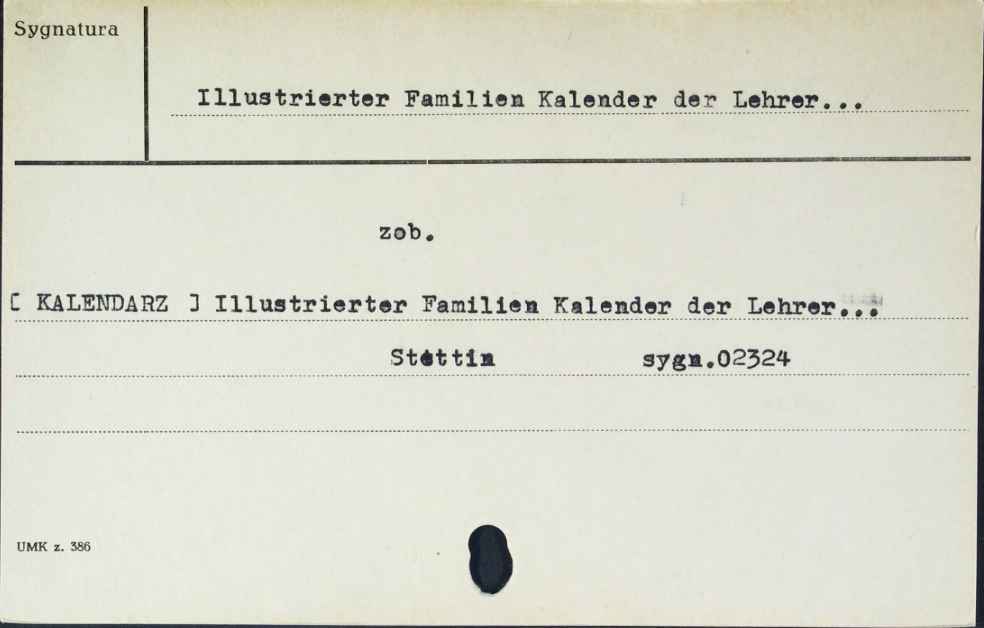 Sygnatura
Illustrierter Familien Kalender der Lehrer...
zob.
[ KALENDARZ ] Illustrierter Familien Kalender der Lehrer...
Stettin sygn.02324
UMK z. 386